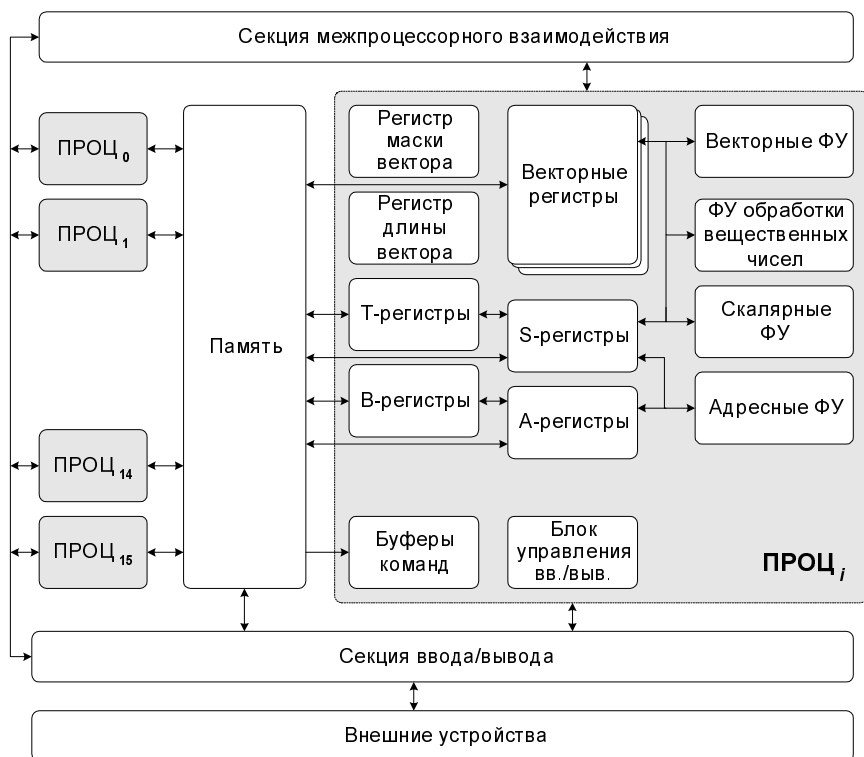 Секция межпроцессорного взаимодействия
ПРОЦ 0
ПРОЦ 1
ПРОЦ 14
ПРОЦ 15
Память
Регистр
маски
вектора
Регистр
длины
вектора
Т-регистры
В-регистры
Буферы
команд
Векторные
регистры
S-регистры
А-регистры
Блок
управления
вв./выв.
Векторные ФУ
ФУ обработки
вещественных
чисел
Скалярные
ФУ
Адресные ФУ
ПРОЦ i
Секция ввода/вывода
Внешние устройства